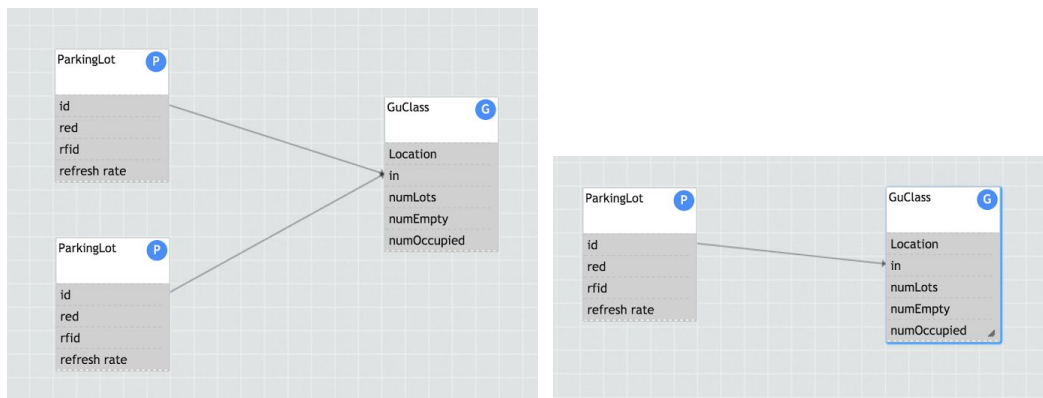 ParkingLot P
id
red
rfid
refresh rate
ParkingLot P
id
red
rfid
refresh rate
GuClass G
Location
in
numLots
numEmpty
numOccupied
ParkingLot P
id
red
rfid
refresh rate
GuClass G
Location
in
numLots
numEmpty
numOccupied